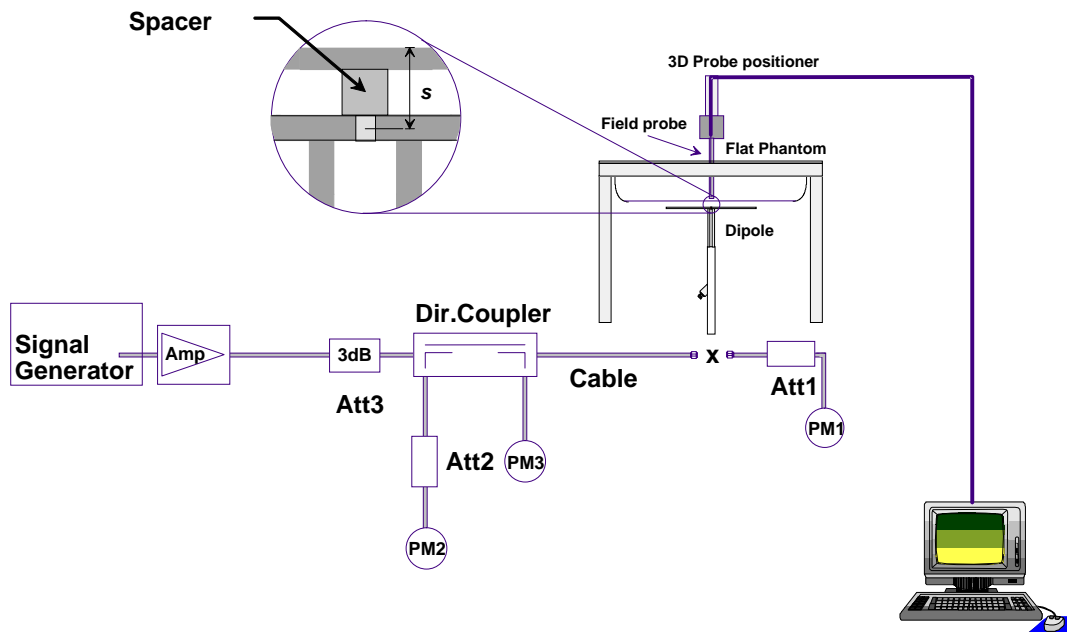 Spacer
s
3D Probe positioner
Field probe
Flat Phantom
Dipole
Dir.Coupler
Signal
Generator
Amp
3dB
Att3
Cable
x
Att1
PM1
Att2
PM3
PM2